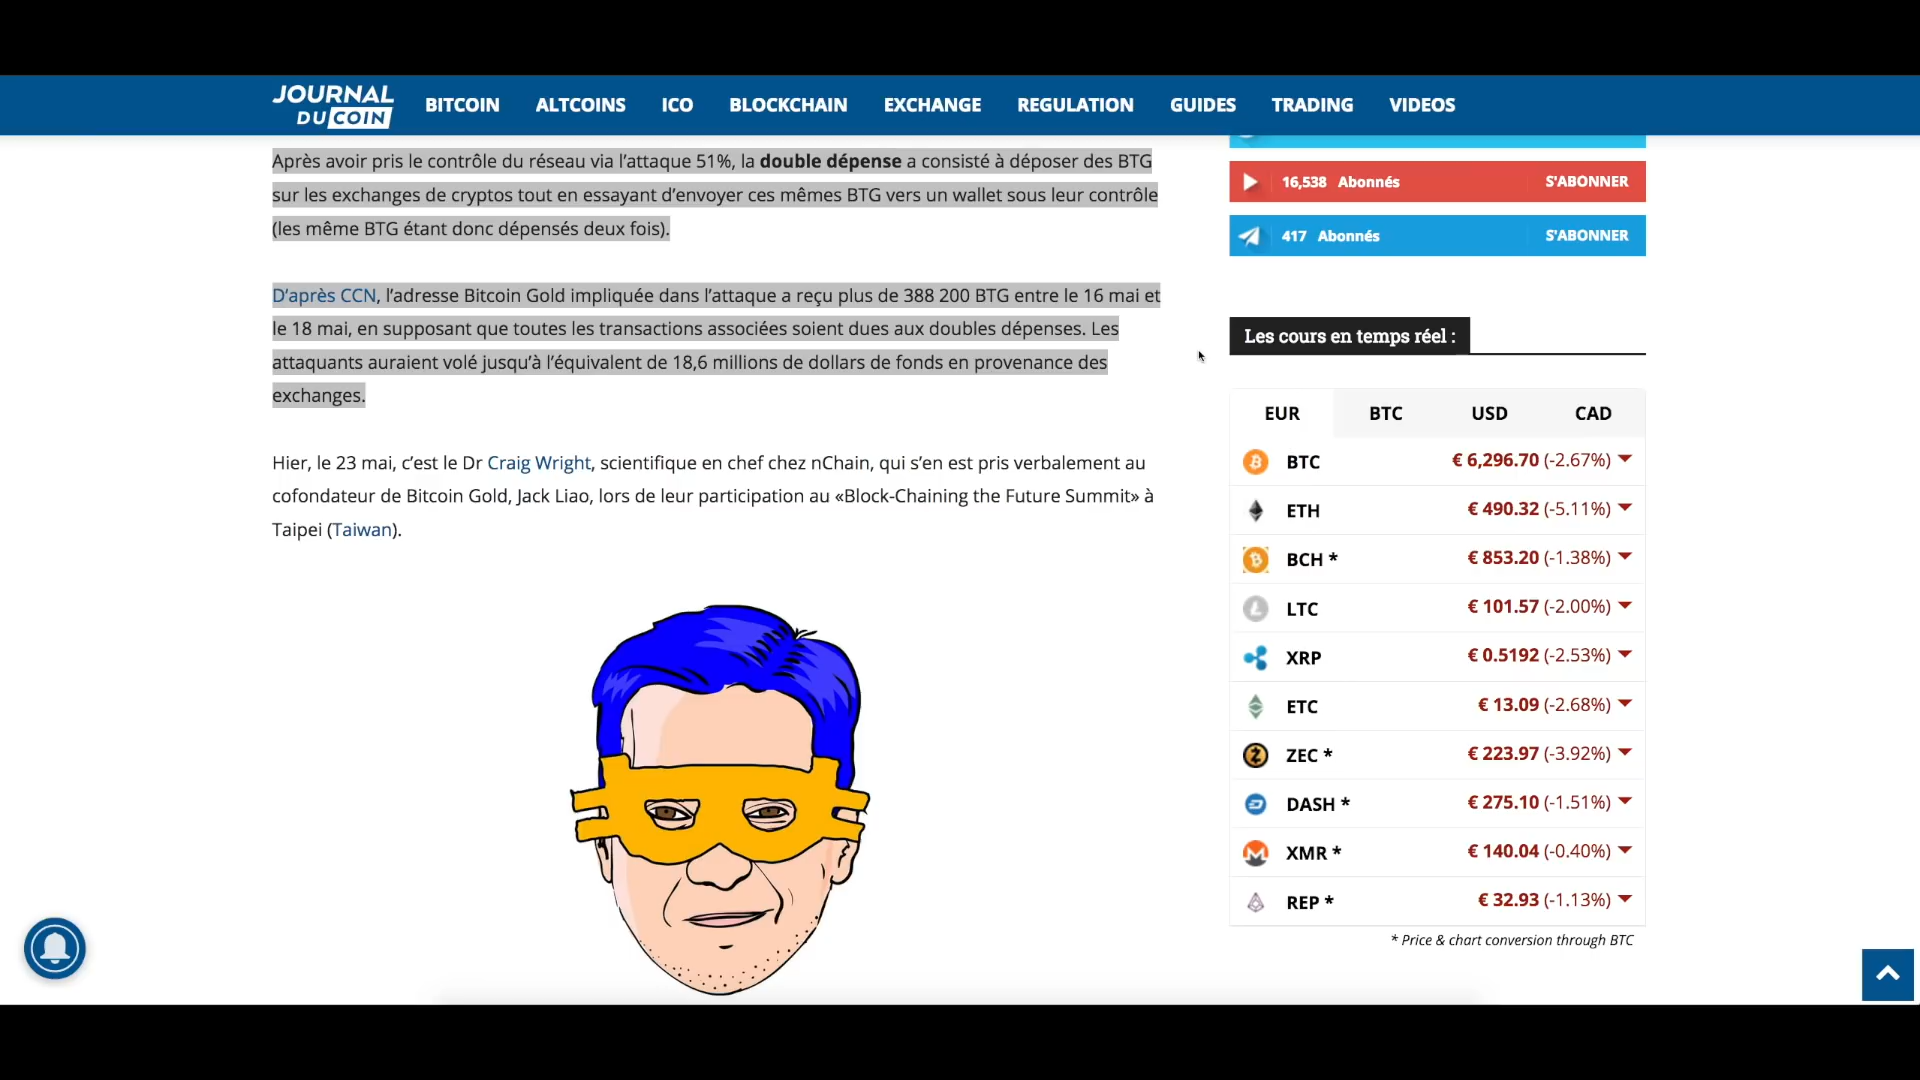 JOURNAL
DU COIN
BITCOIN
ALTCOINS
ICO
BLOCKCHAIN
EXCHANGE
REGULATION
GUIDES
TRADING
VIDEOS
Après avoir pris le contrôle du réseau via l’attaque 51%, la double dépense a consisté à déposer des BTG
sur les exchanges de cryptos tout en essayant d’envoyer ces mêmes BTG vers un wallet sous leur contrôle
(les même BTG étant donc dépensés deux fois).
D’après CCN, l’adresse Bitcoin Gold impliquée dans l’attaque a reçu plus de 388 200 BTG entre le 16 mai et
le 18 mai, en supposant que toutes les transactions associées soient dues aux doubles dépenses. Les
attaquants auraient volé jusqu’à l’équivalent de 18,6 millions de dollars de fonds en provenance des
exchanges.
Hier, le 23 mai, c’est le Dr Craig Wright, scientifique en chef chez nChain, qui s’en est pris verbalement au
cofondateur de Bitcoin Gold, Jack Liao, lors de leur participation au «Block-Chaining the Future Summit» à
Taipei (Taiwan).
16,538 Abonnés S'ABONNER
417 Abonnés S'ABONNER
Les cours en temps réel :
EUR BTC USD CAD
BTC € 6,296.70 (-2.67%)
ETH € 490.32 (-5.11%)
BCH * € 853.20 (-1.38%)
LTC € 101.57 (-2.00%)
XRP € 0.5192 (-2.53%)
ETC € 13.09 (-2.68%)
ZEC * € 223.97 (-3.92%)
DASH * € 275.10 (-1.51%)
XMR * € 140.04 (-0.40%)
REP * € 32.93 (-1.13%)
* Price & chart conversion through BTC